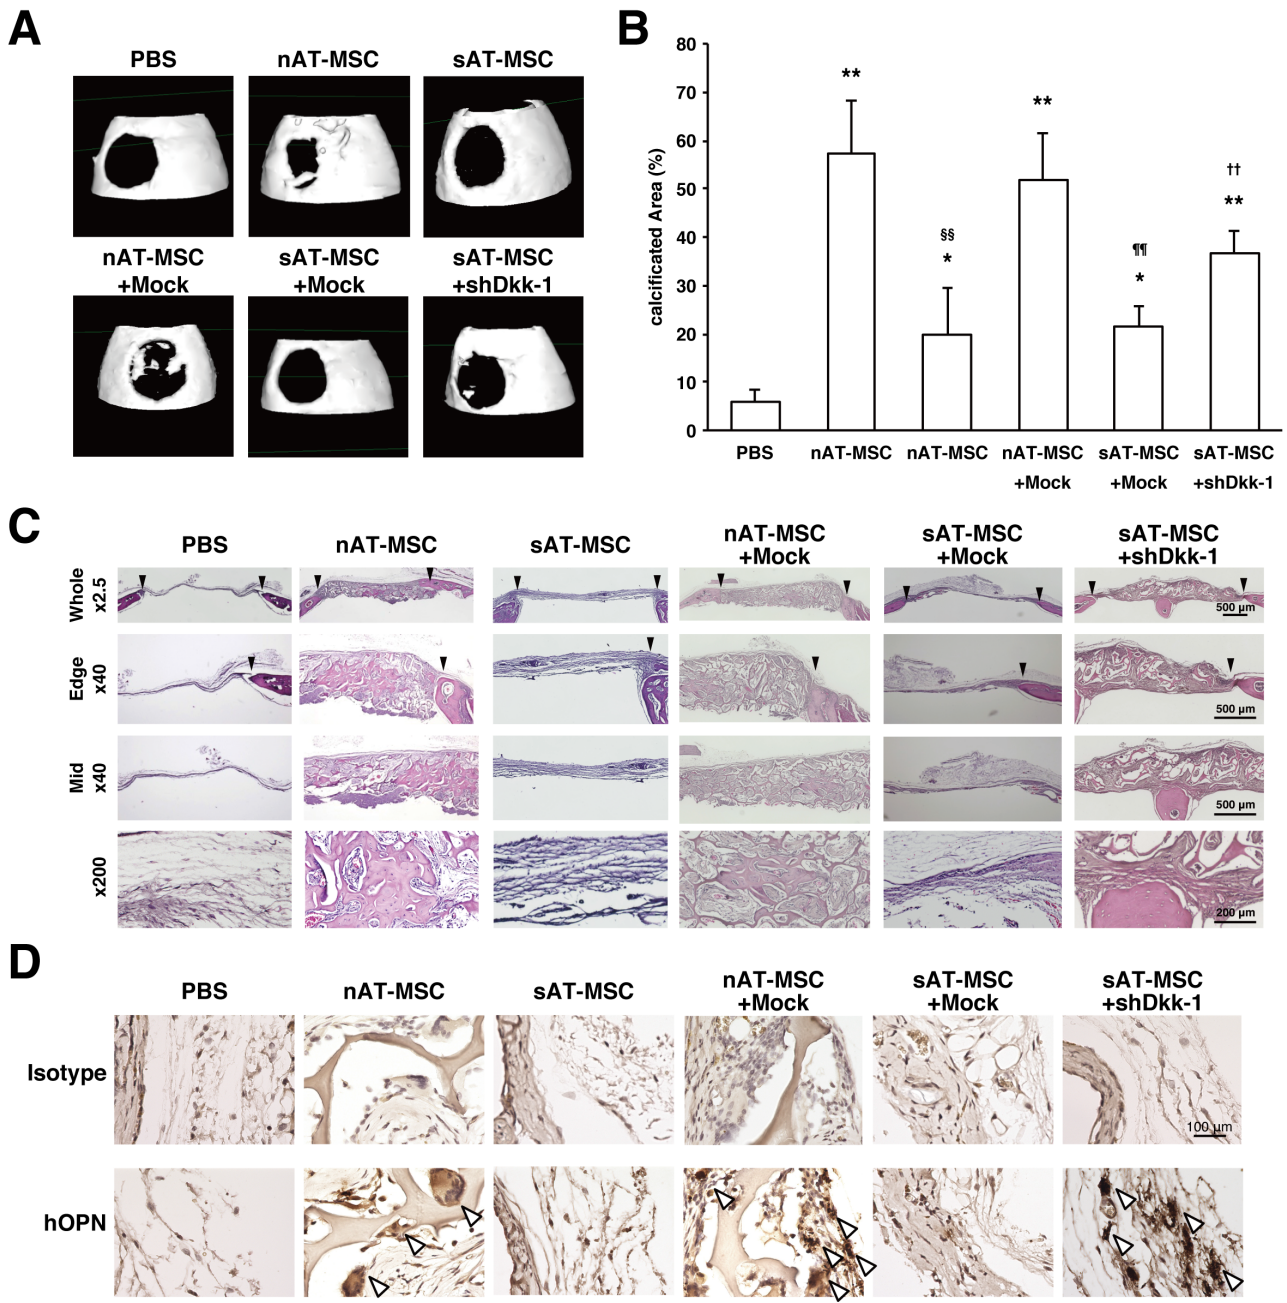 A
PBS
nAT-MSC
sAT-MSC
nAT-MSC
+Mock
sAT-MSC
+Mock
sAT-MSC
+shDkk-1
B
calcificated Area (%)
80
70
60
50
40
30
20
10
0
**
§§
*
**
¶¶
*
††
**
PBS
nAT-MSC
nAT-MSC
nAT-MSC
+Mock
sAT-MSC
+Mock
sAT-MSC
+shDkk-1
C
PBS
nAT-MSC
sAT-MSC
nAT-MSC
+Mock
sAT-MSC
+Mock
sAT-MSC
+shDkk-1
Whole
x2.5
500 µm
Edge
x40
500 µm
Mid
x40
500 µm
x200
200 µm
D
PBS
nAT-MSC
sAT-MSC
nAT-MSC
+Mock
sAT-MSC
+Mock
sAT-MSC
+shDkk-1
Isotype
100 µm
hOPN